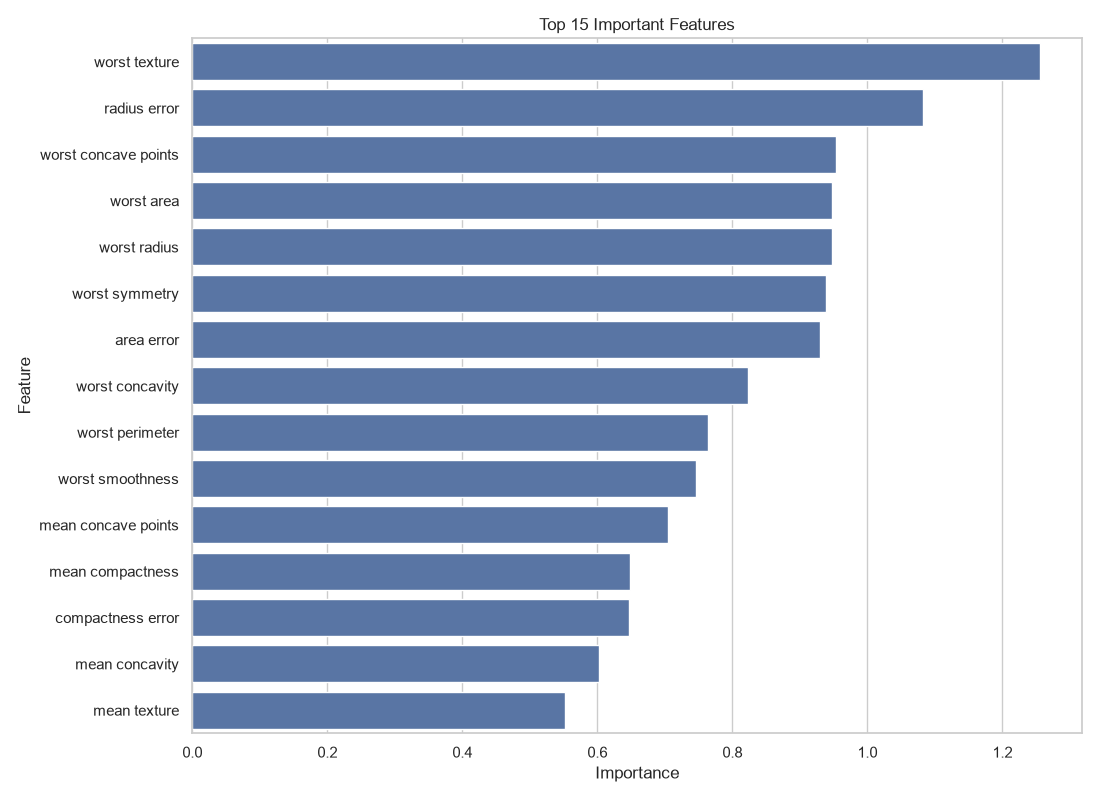 Top 15 Important Features
worst texture
radius error
worst concave points
worst area
worst radius
worst symmetry
area error
worst concavity
worst perimeter
worst smoothness
mean concave points
mean compactness
compactness error
mean concavity
mean texture
Feature
0.0 0.2 0.4 0.6 0.8 1.0 1.2
Importance